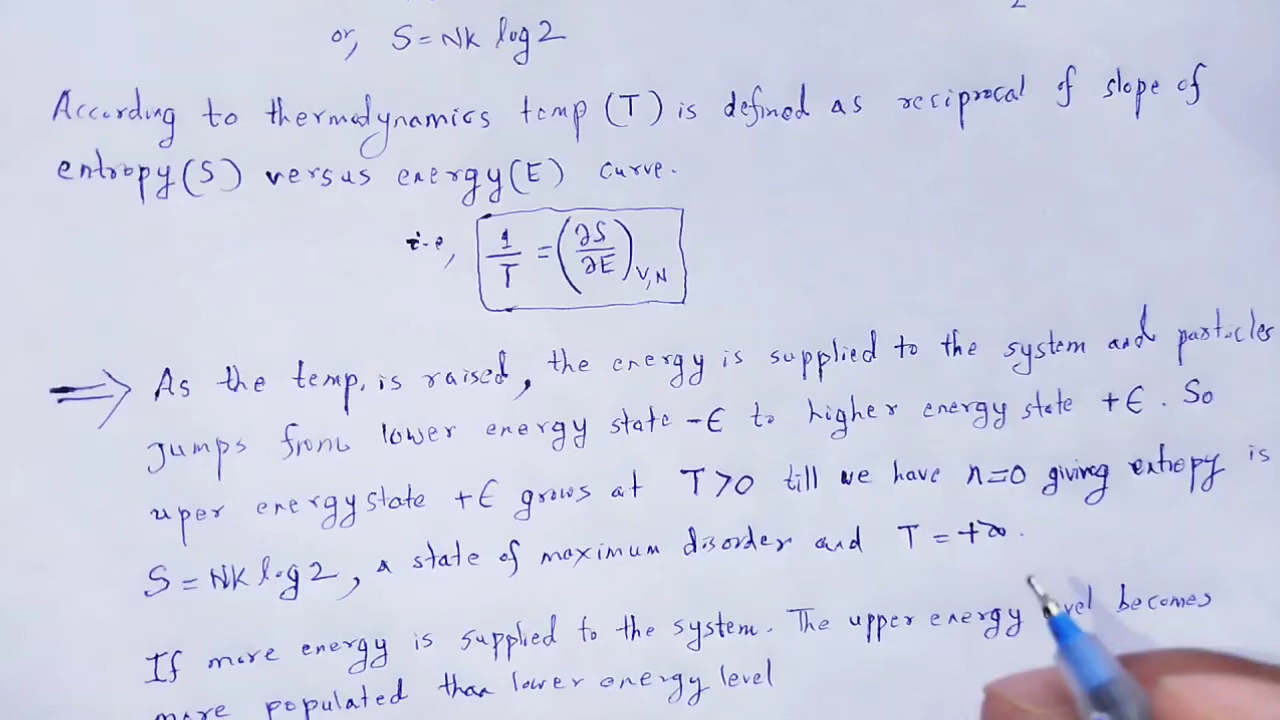 or, S = NK log 2
According to thermodynamics temp (T) is defined as reciprocal of slope of
entropy (S) versus energy (E) curve.
i.e, 1/T = (∂S/∂E)V,N
⇒ As the temp. is raised, the energy is supplied to the system and particles
jumps from lower energy state -ϵ to higher energy state +ϵ. So
uper energy state +ϵ grows at T>0 till we have n=0 giving entropy is
S = NK log 2, a state of maximum disorder and T = +∞.
If more energy is supplied to the system. The upper energy becomes
more populated than lower energy level